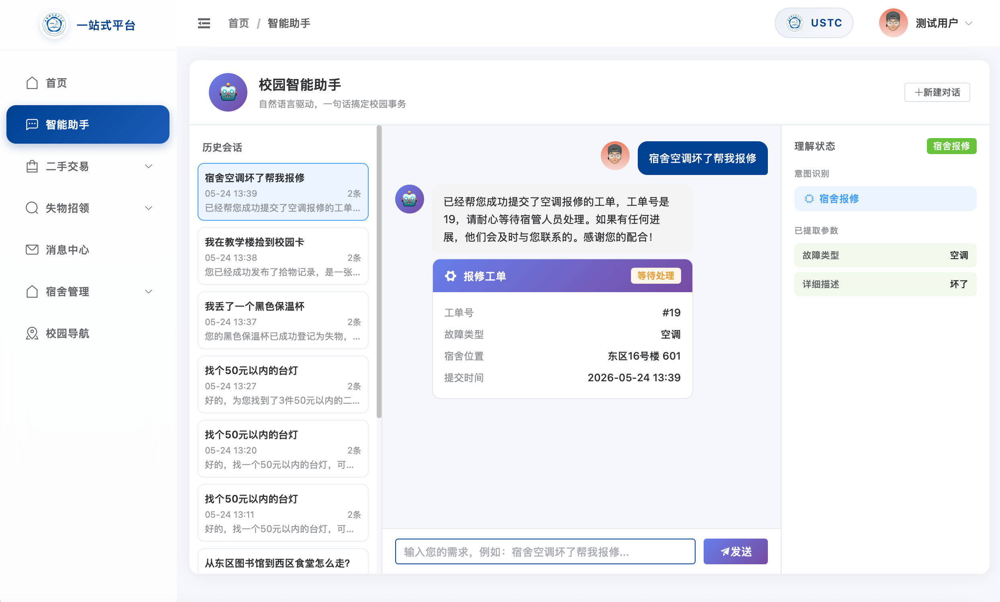 一站式平台
首页 / 智能助手
USTC
测试用户
首页
智能助手
二手交易
失物招领
消息中心
宿舍管理
校园导航
校园智能助手
自然语言驱动，一句话搞定校园事务
+新建对话
历史会话
宿舍空调坏了帮我报修
05-24 13:39 2条
已经帮您成功提交了空调报修的工单...
我在教学楼捡到校园卡
05-24 13:38 2条
您已经成功发布了拾物记录，是一张...
我丢了一个黑色保温杯
05-24 13:37 2条
您的黑色保温杯已成功登记为失物，...
找个50元以内的台灯
05-24 13:27 2条
好的，为您找到了3件50元以内的二...
找个50元以内的台灯
05-24 13:20 2条
好的，找一个50元以内的台灯，可...
找个50元以内的台灯
05-24 13:11 2条
好的，找一个50元以内的台灯，可...
从东区图书馆到西区食堂怎么走?
宿舍空调坏了帮我报修
已经帮您成功提交了空调报修的工单，工单号是
19，请耐心等待宿管人员处理。如果有任何进
展，他们会及时与您联系的。感谢您的配合！
报修工单 等待处理
工单号 #19
故障类型 空调
宿舍位置 东区16号楼 601
提交时间 2026-05-24 13:39
输入您的需求，例如：宿舍空调坏了帮我报修...
发送
理解状态 宿舍报修
意图识别
宿舍报修
已提取参数
故障类型 空调
详细描述 坏了